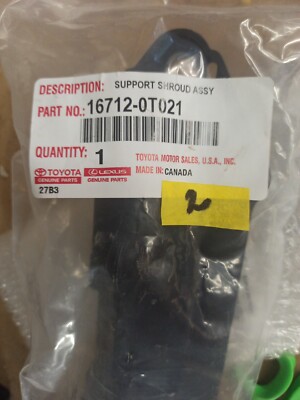 DESCRIPTION: SUPPORT SHROUD ASSY
PART NO.: 16712-0T021
QUANTITY: 1
TOYOTA MOTOR SALES, U.S.A., INC.
TOYOTA LEXUS
GENUINE PARTS GENUINE PARTS
MADE IN: CANADA
27B3
2